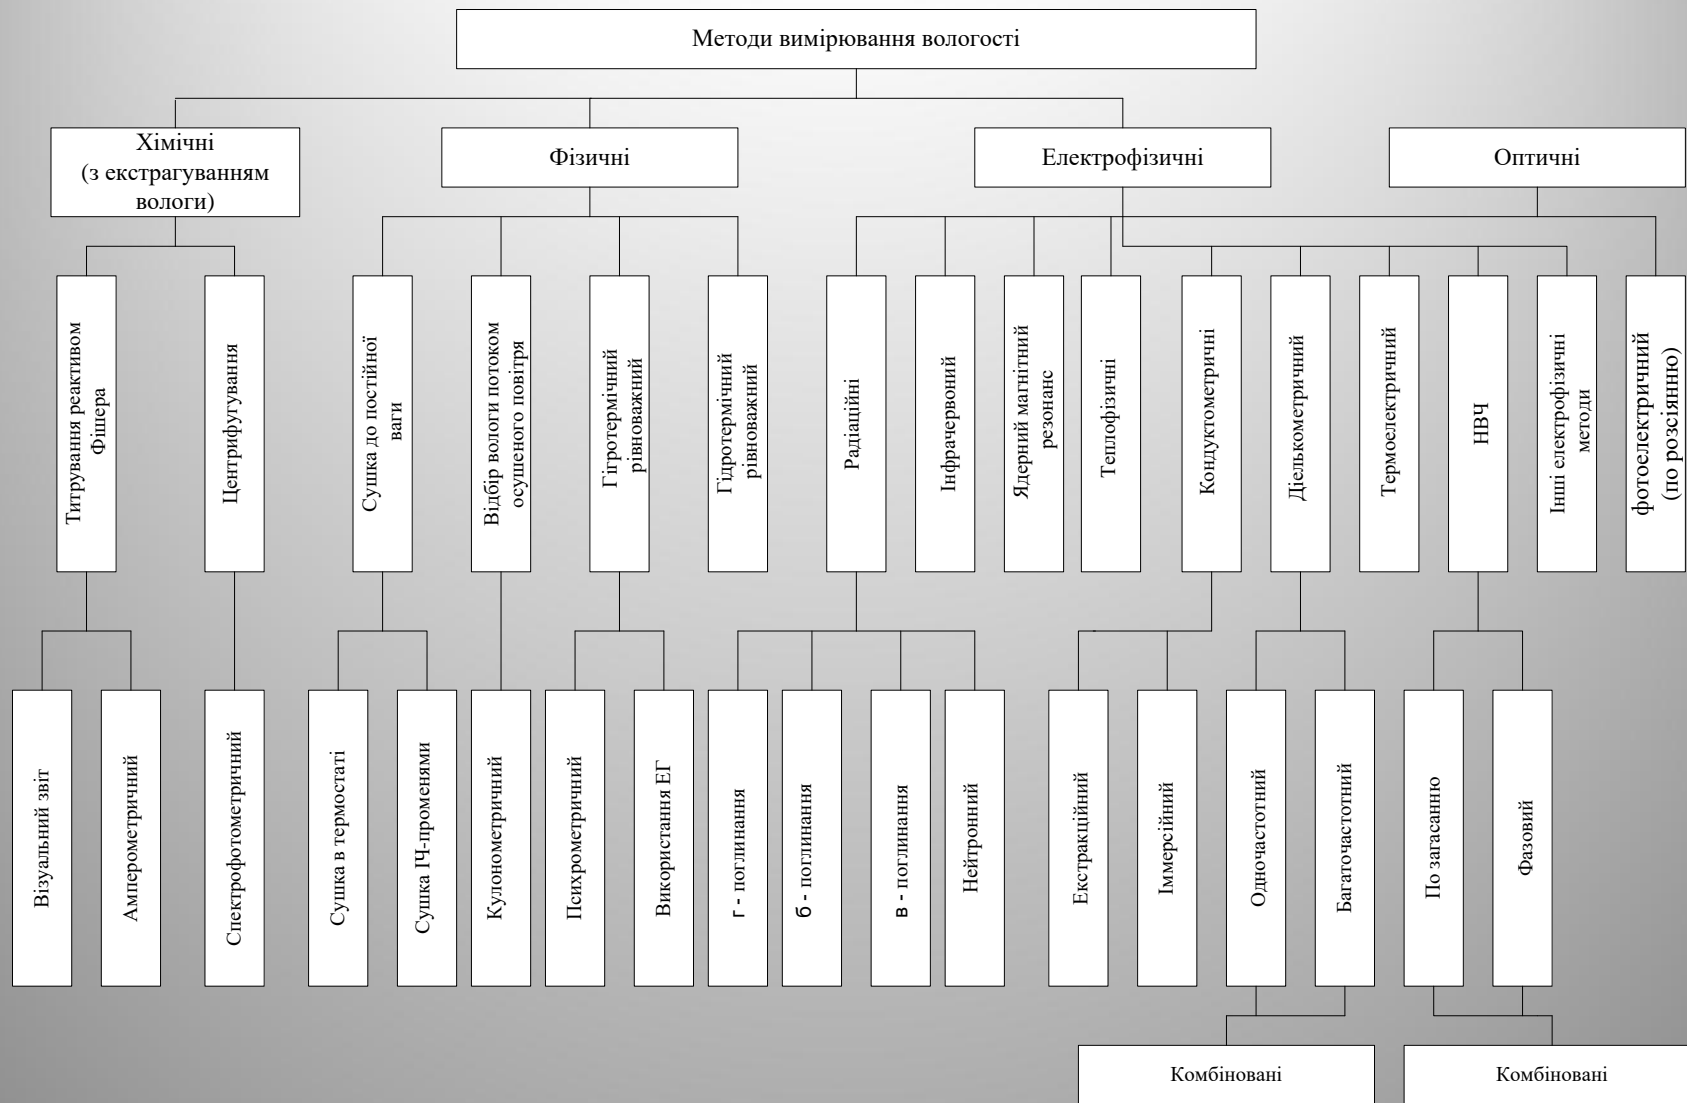 Методи вимірювання вологості
Хімічні
(з екстрагуванням
вологи)
Фізичні
Електрофізичні
Оптичні
Титрування реактивом
Фішера
Центрифугування
Сушка до постійної
ваги
Відбір вологи потоком
осушеного повітря
Гігротермічний
рівноважний
Гідротермічний
рівноважний
Радіаційні
Інфрачервоний
Ядерний магнітний
резонанс
Теплофізичні
Кондуктометричні
Діелькометричний
Термоелектричний
НВЧ
Інші електрофізичні
методи
фотоелектричний
(по розсіянню)
Візуальний звіт
Амперометричний
Спектрофотометричний
Сушка в термостаті
Сушка ІЧ-променями
Кулонометричний
Психрометричний
Використання ЕГ
г - поглинання
б - поглинання
в - поглинання
Нейтронний
Екстракційний
Іммерсійний
Одночастотний
Багаточастотний
По загасанню
Фазовий
Комбіновані
Комбіновані